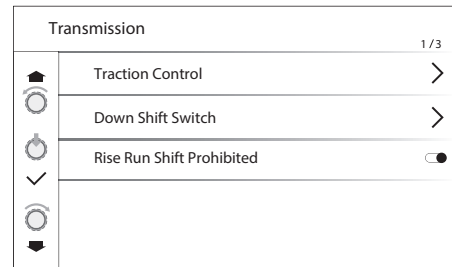 Transmission
1/3
Traction Control
Down Shift Switch
Rise Run Shift Prohibited